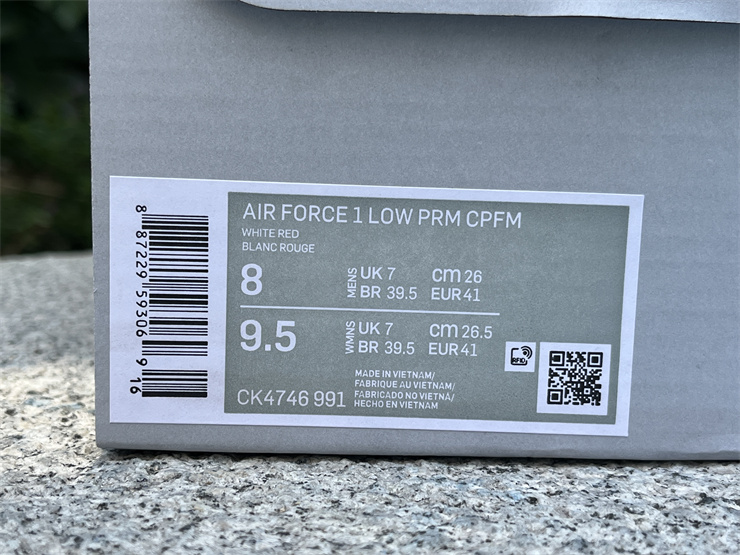 AIR FORCE 1 LOW PRM CPFM
WHITE RED
BLANC ROUGE
8 MENS UK 7 cm 26
BR 39.5 EUR 41
9.5 WMNS UK 7 cm 26.5
BR 39.5 EUR 41
MADE IN VIETNAM/
FABRIQUE AU VIETNAM/
FABRICADO NO VIETNÃ/
HECHO EN VIETNAM
CK4746 991
RFID
8 87229 59306 9 16